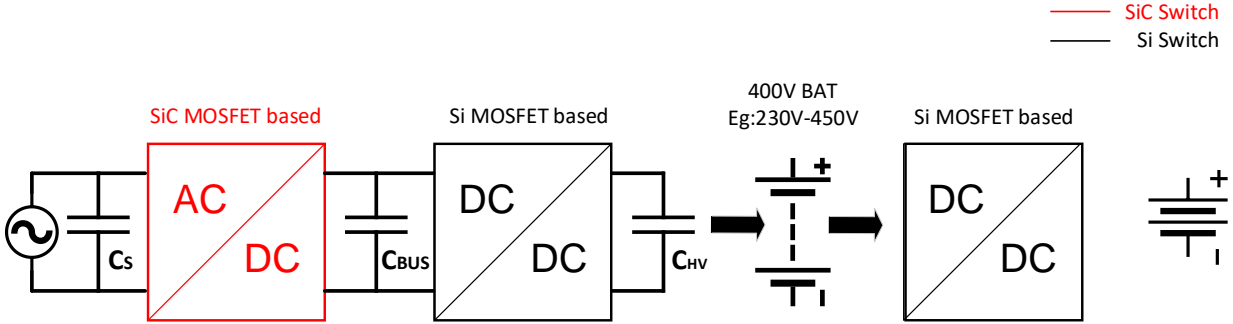 SiC Switch
Si Switch
SiC MOSFET based
Si MOSFET based
400V BAT
Eg:230V-450V
Si MOSFET based
AC
DC
CS
CBUS
DC
DC
CHV
DC
DC